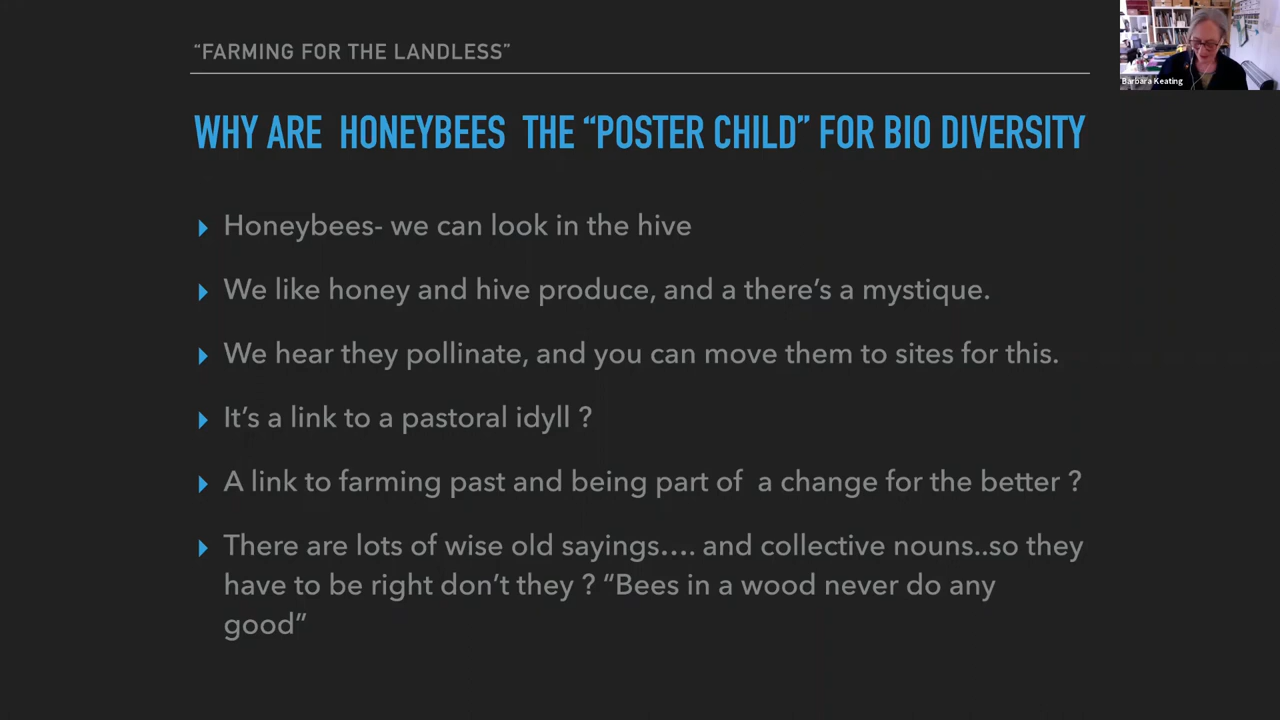 “FARMING FOR THE LANDLESS”
Barbara Keating
WHY ARE HONEYBEES THE “POSTER CHILD” FOR BIO DIVERSITY
Honeybees- we can look in the hive
We like honey and hive produce, and a there’s a mystique.
We hear they pollinate, and you can move them to sites for this.
It’s a link to a pastoral idyll ?
A link to farming past and being part of a change for the better ?
There are lots of wise old sayings…. and collective nouns..so they
have to be right don’t they ? “Bees in a wood never do any
good”